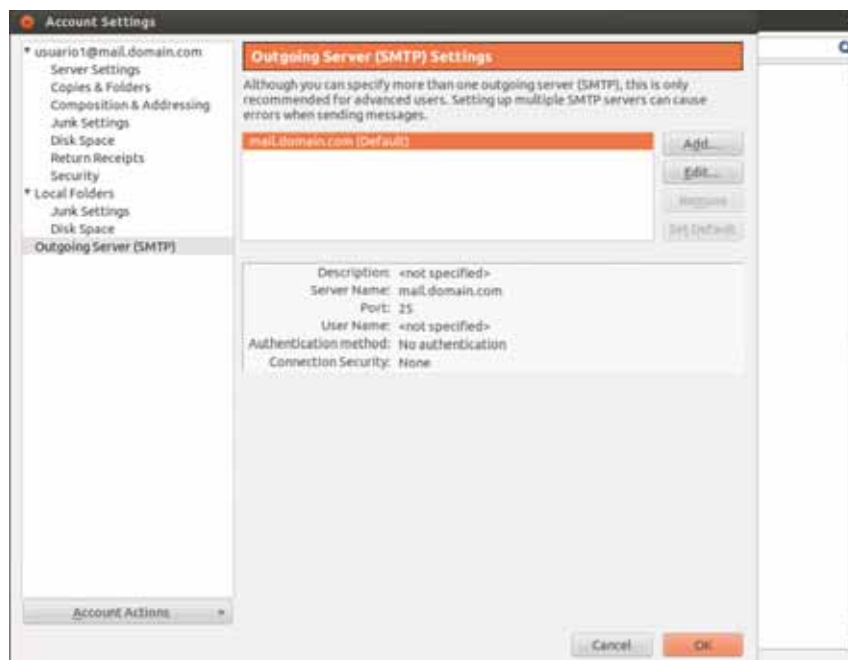 Account Settings
usuario1@mail.domain.com
Server Settings
Copies & Folders
Composition & Addressing
Junk Settings
Disk Space
Return Receipts
Security
Local Folders
Junk Settings
Disk Space
Outgoing Server (SMTP)
Account Actions
Outgoing Server (SMTP) Settings
Although you can specify more than one outgoing server (SMTP), this is only
recommended for advanced users. Setting up multiple SMTP servers can cause
errors when sending messages.
mail.domain.com (Default)
Add...
Edit...
Remove
Set Default
Description: <not specified>
Server Name: mail.domain.com
Port: 25
User Name: <not specified>
Authentication method: No authentication
Connection Security: None
Cancel
OK